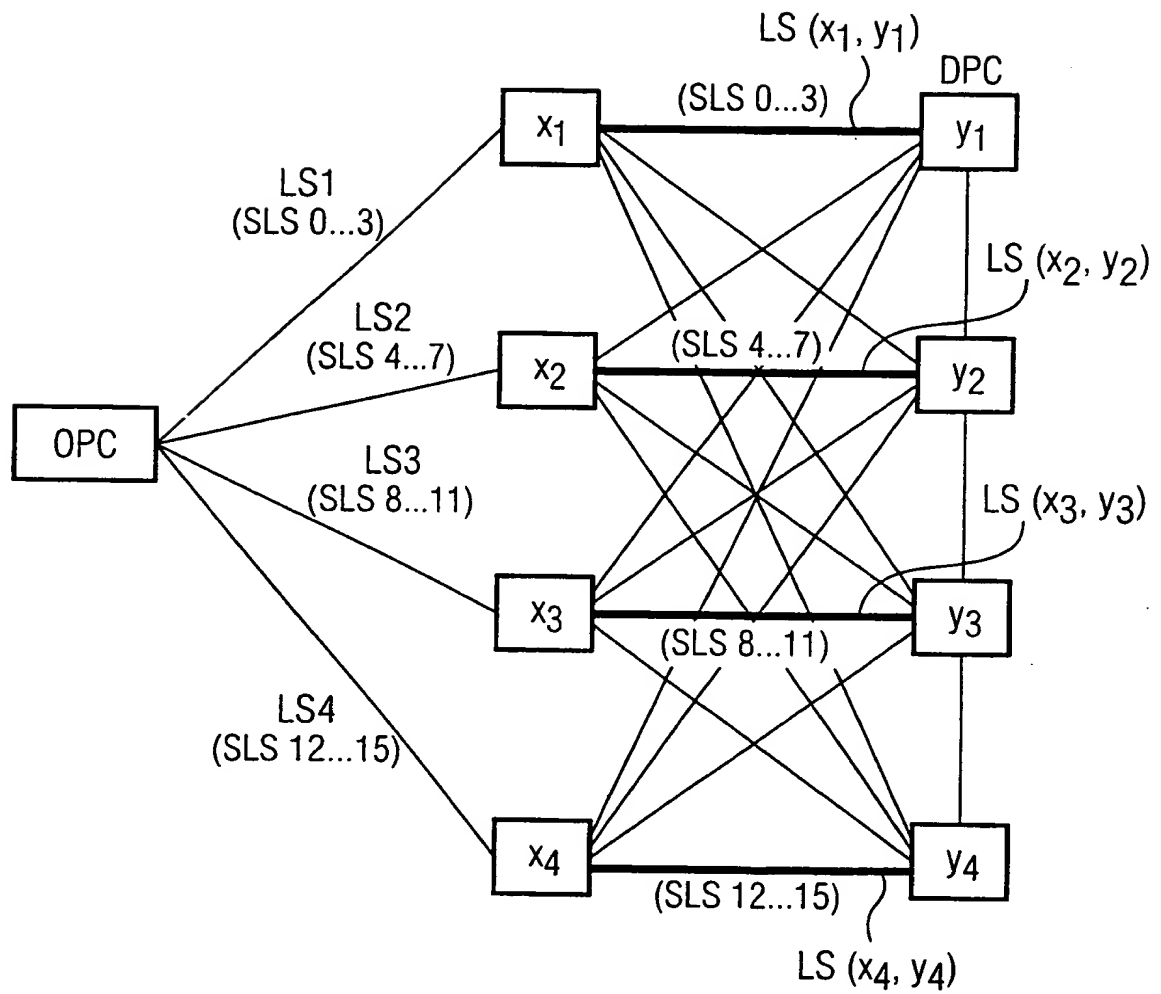 LS (x1, y1)
DPC
(SLS 0...3)
x1
y1
LS1
(SLS 0...3)
LS (x2, y2)
LS2
(SLS 4...7)
(SLS 4...7)
x2
y2
OPC
LS3
(SLS 8...11)
LS (x3, y3)
x3
y3
(SLS 8...11)
LS4
(SLS 12...15)
x4
y4
(SLS 12...15)
LS (x4, y4)